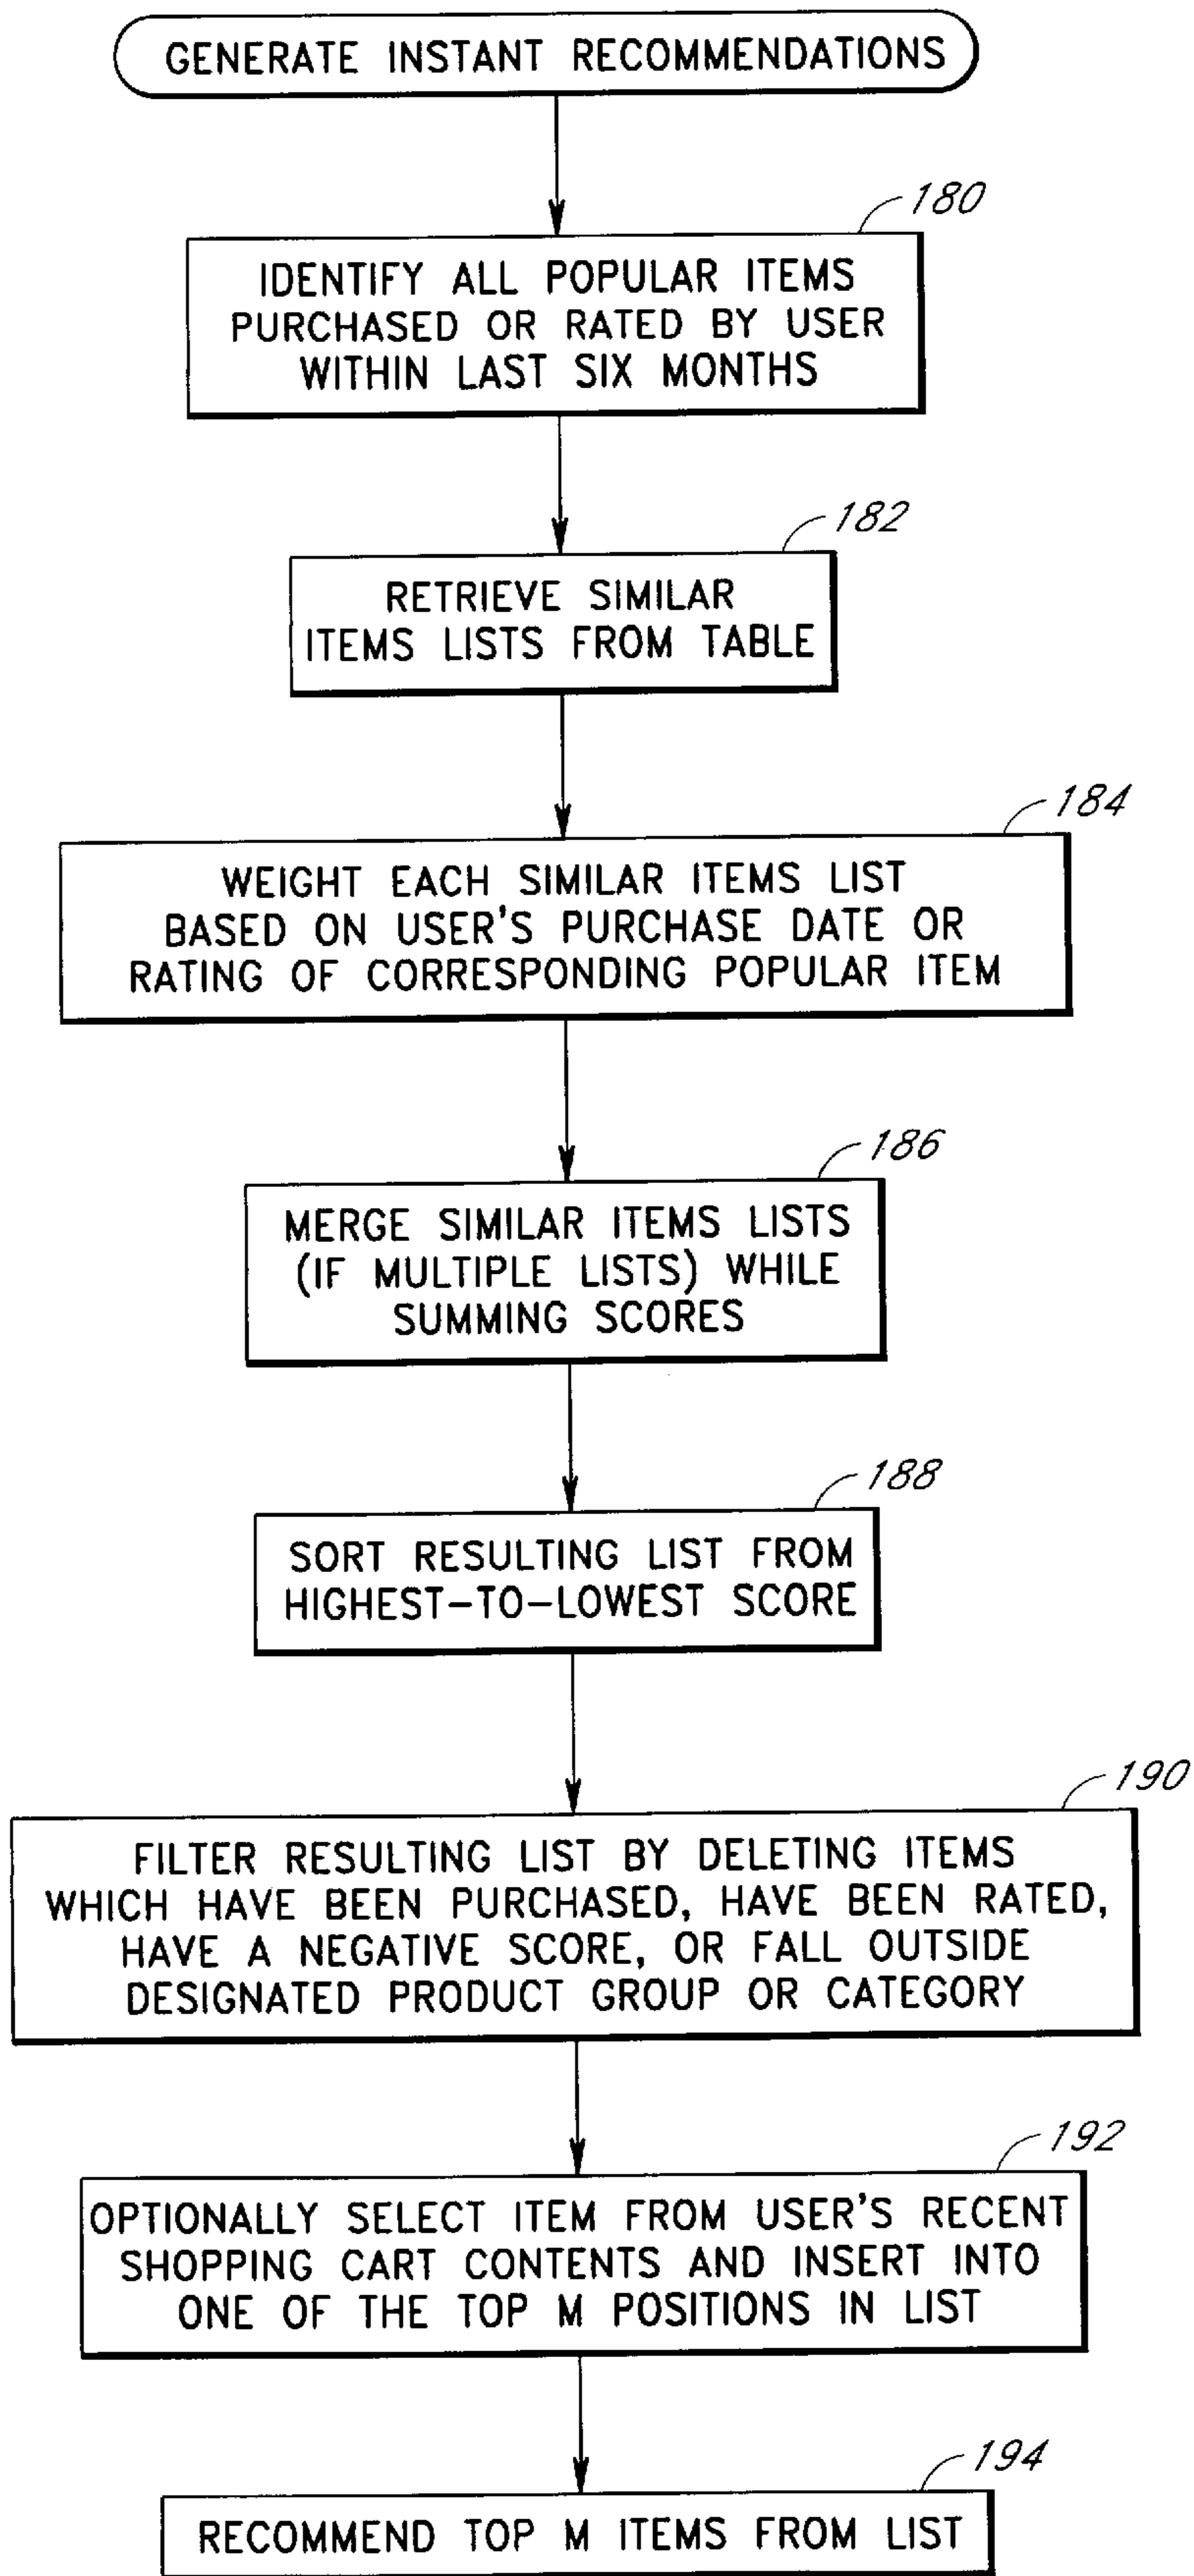 GENERATE INSTANT RECOMMENDATIONS
180
IDENTIFY ALL POPULAR ITEMS
PURCHASED OR RATED BY USER
WITHIN LAST SIX MONTHS
182
RETRIEVE SIMILAR
ITEMS LISTS FROM TABLE
184
WEIGHT EACH SIMILAR ITEMS LIST
BASED ON USER'S PURCHASE DATE OR
RATING OF CORRESPONDING POPULAR ITEM
186
MERGE SIMILAR ITEMS LISTS
(IF MULTIPLE LISTS) WHILE
SUMMING SCORES
188
SORT RESULTING LIST FROM
HIGHEST-TO-LOWEST SCORE
190
FILTER RESULTING LIST BY DELETING ITEMS
WHICH HAVE BEEN PURCHASED, HAVE BEEN RATED,
HAVE A NEGATIVE SCORE, OR FALL OUTSIDE
DESIGNATED PRODUCT GROUP OR CATEGORY
192
OPTIONALLY SELECT ITEM FROM USER'S RECENT
SHOPPING CART CONTENTS AND INSERT INTO
ONE OF THE TOP M POSITIONS IN LIST
194
RECOMMEND TOP M ITEMS FROM LIST